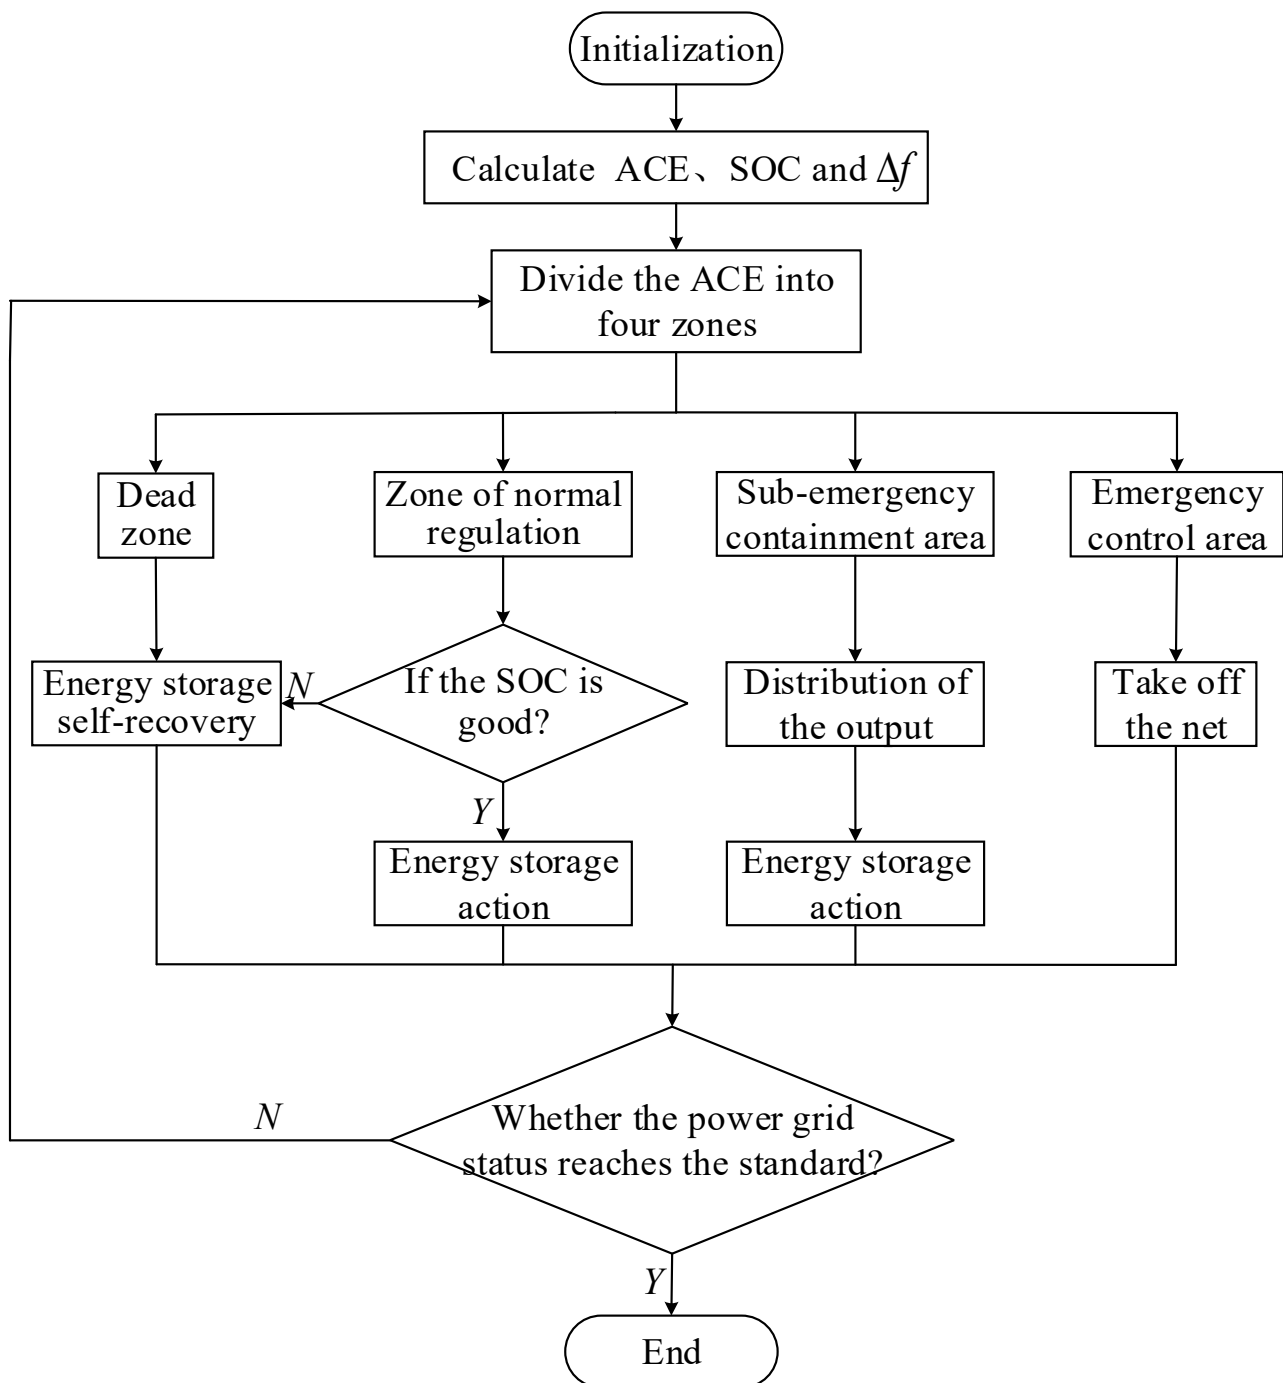 Initialization
Calculate ACE、SOC and Δf
Divide the ACE into
four zones
Dead
zone
Zone of normal
regulation
Sub-emergency
containment area
Emergency
control area
Energy storage
self-recovery
N
If the SOC is
good?
Distribution of
the output
Take off
the net
Y
Energy storage
action
Energy storage
action
N
Whether the power grid
status reaches the standard?
Y
End